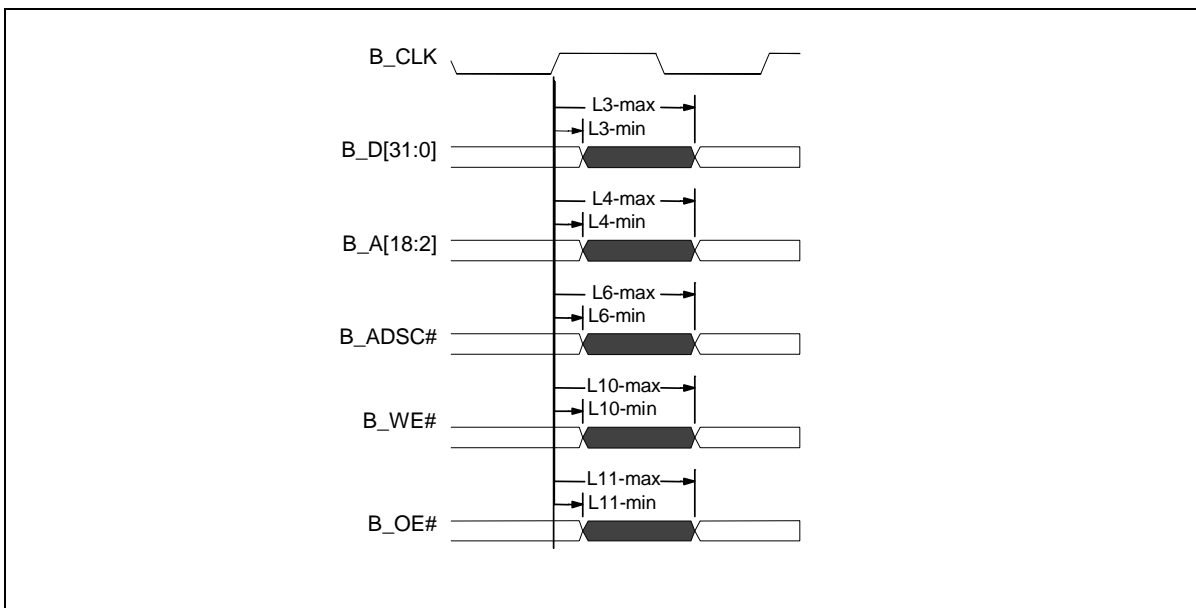 B_CLK
L3-max
L3-min
B_D[31:0]
L4-max
L4-min
B_A[18:2]
L6-max
L6-min
B_ADSC#
L10-max
L10-min
B_WE#
L11-max
L11-min
B_OE#